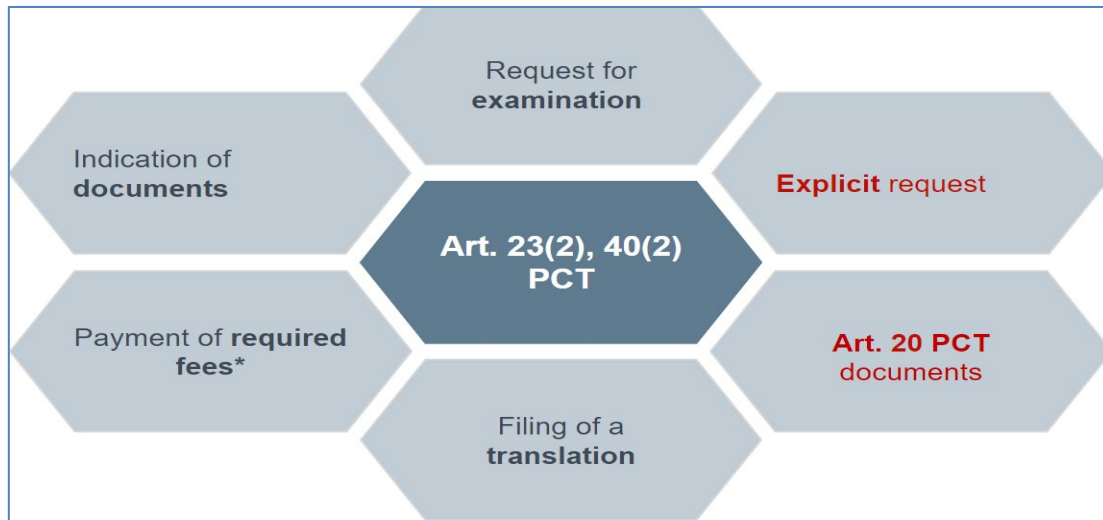 Request for
examination
Indication of
documents
Explicit request
Art. 23(2), 40(2)
PCT
Payment of required
fees*
Art. 20 PCT
documents
Filing of a
translation